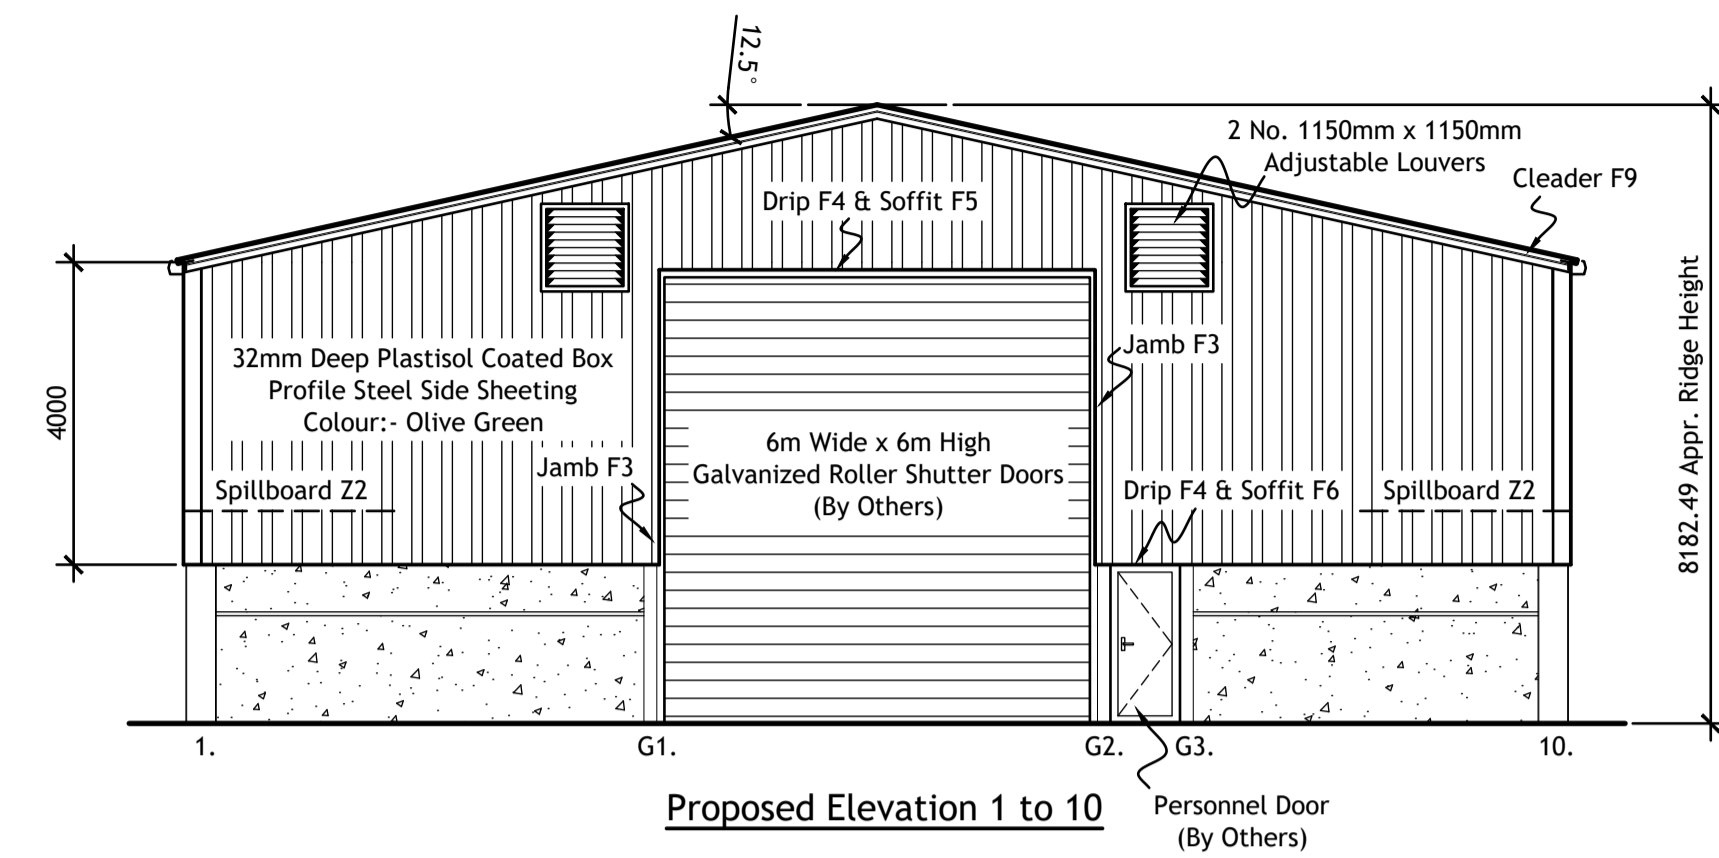 12.5°
2 No. 1150mm x 1150mm
Adjustable Louvers
Cleader F9
Drip F4 & Soffit F5
8182.49 Appr. Ridge Height
4000
32mm Deep Plastisol Coated Box
Profile Steel Side Sheeting
Colour:- Olive Green
Jamb F3
6m Wide x 6m High
Galvanized Roller Shutter Doors
(By Others)
Jamb F3
Spillboard Z2
Drip F4 & Soffit F6
Spillboard Z2
1.
G1.
G2.
G3.
10.
Proposed Elevation 1 to 10
Personnel Door
(By Others)